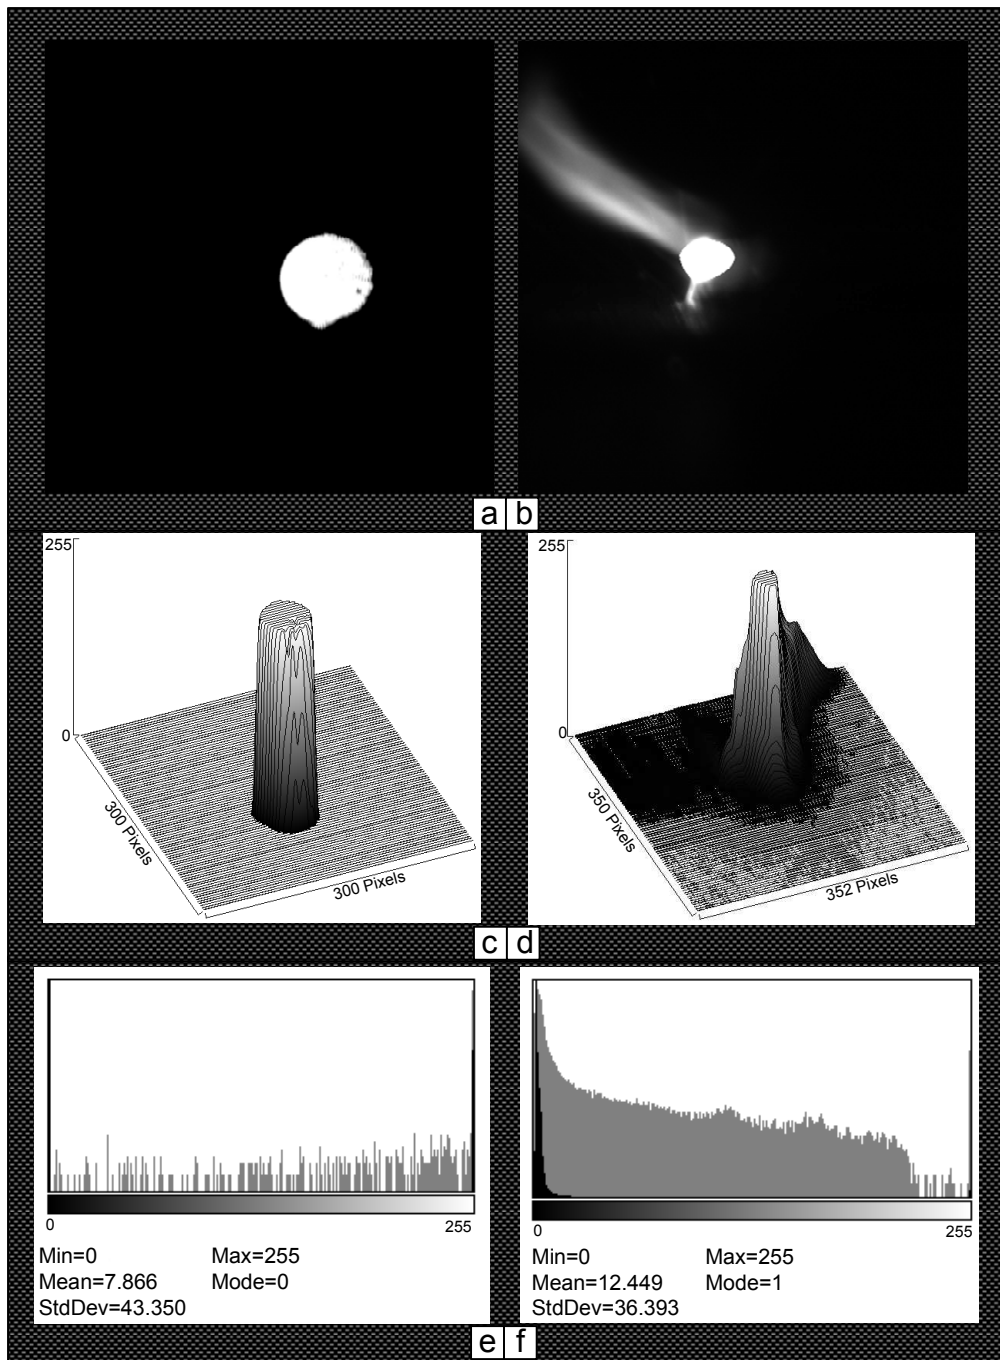 a b
255
0
300 Pixels
300 Pixels
255
0
350 Pixels
352 Pixels
c d
0 255
Min=0 Max=255
Mean=7.866 Mode=0
StdDev=43.350
0 255
Min=0 Max=255
Mean=12.449 Mode=1
StdDev=36.393
e f